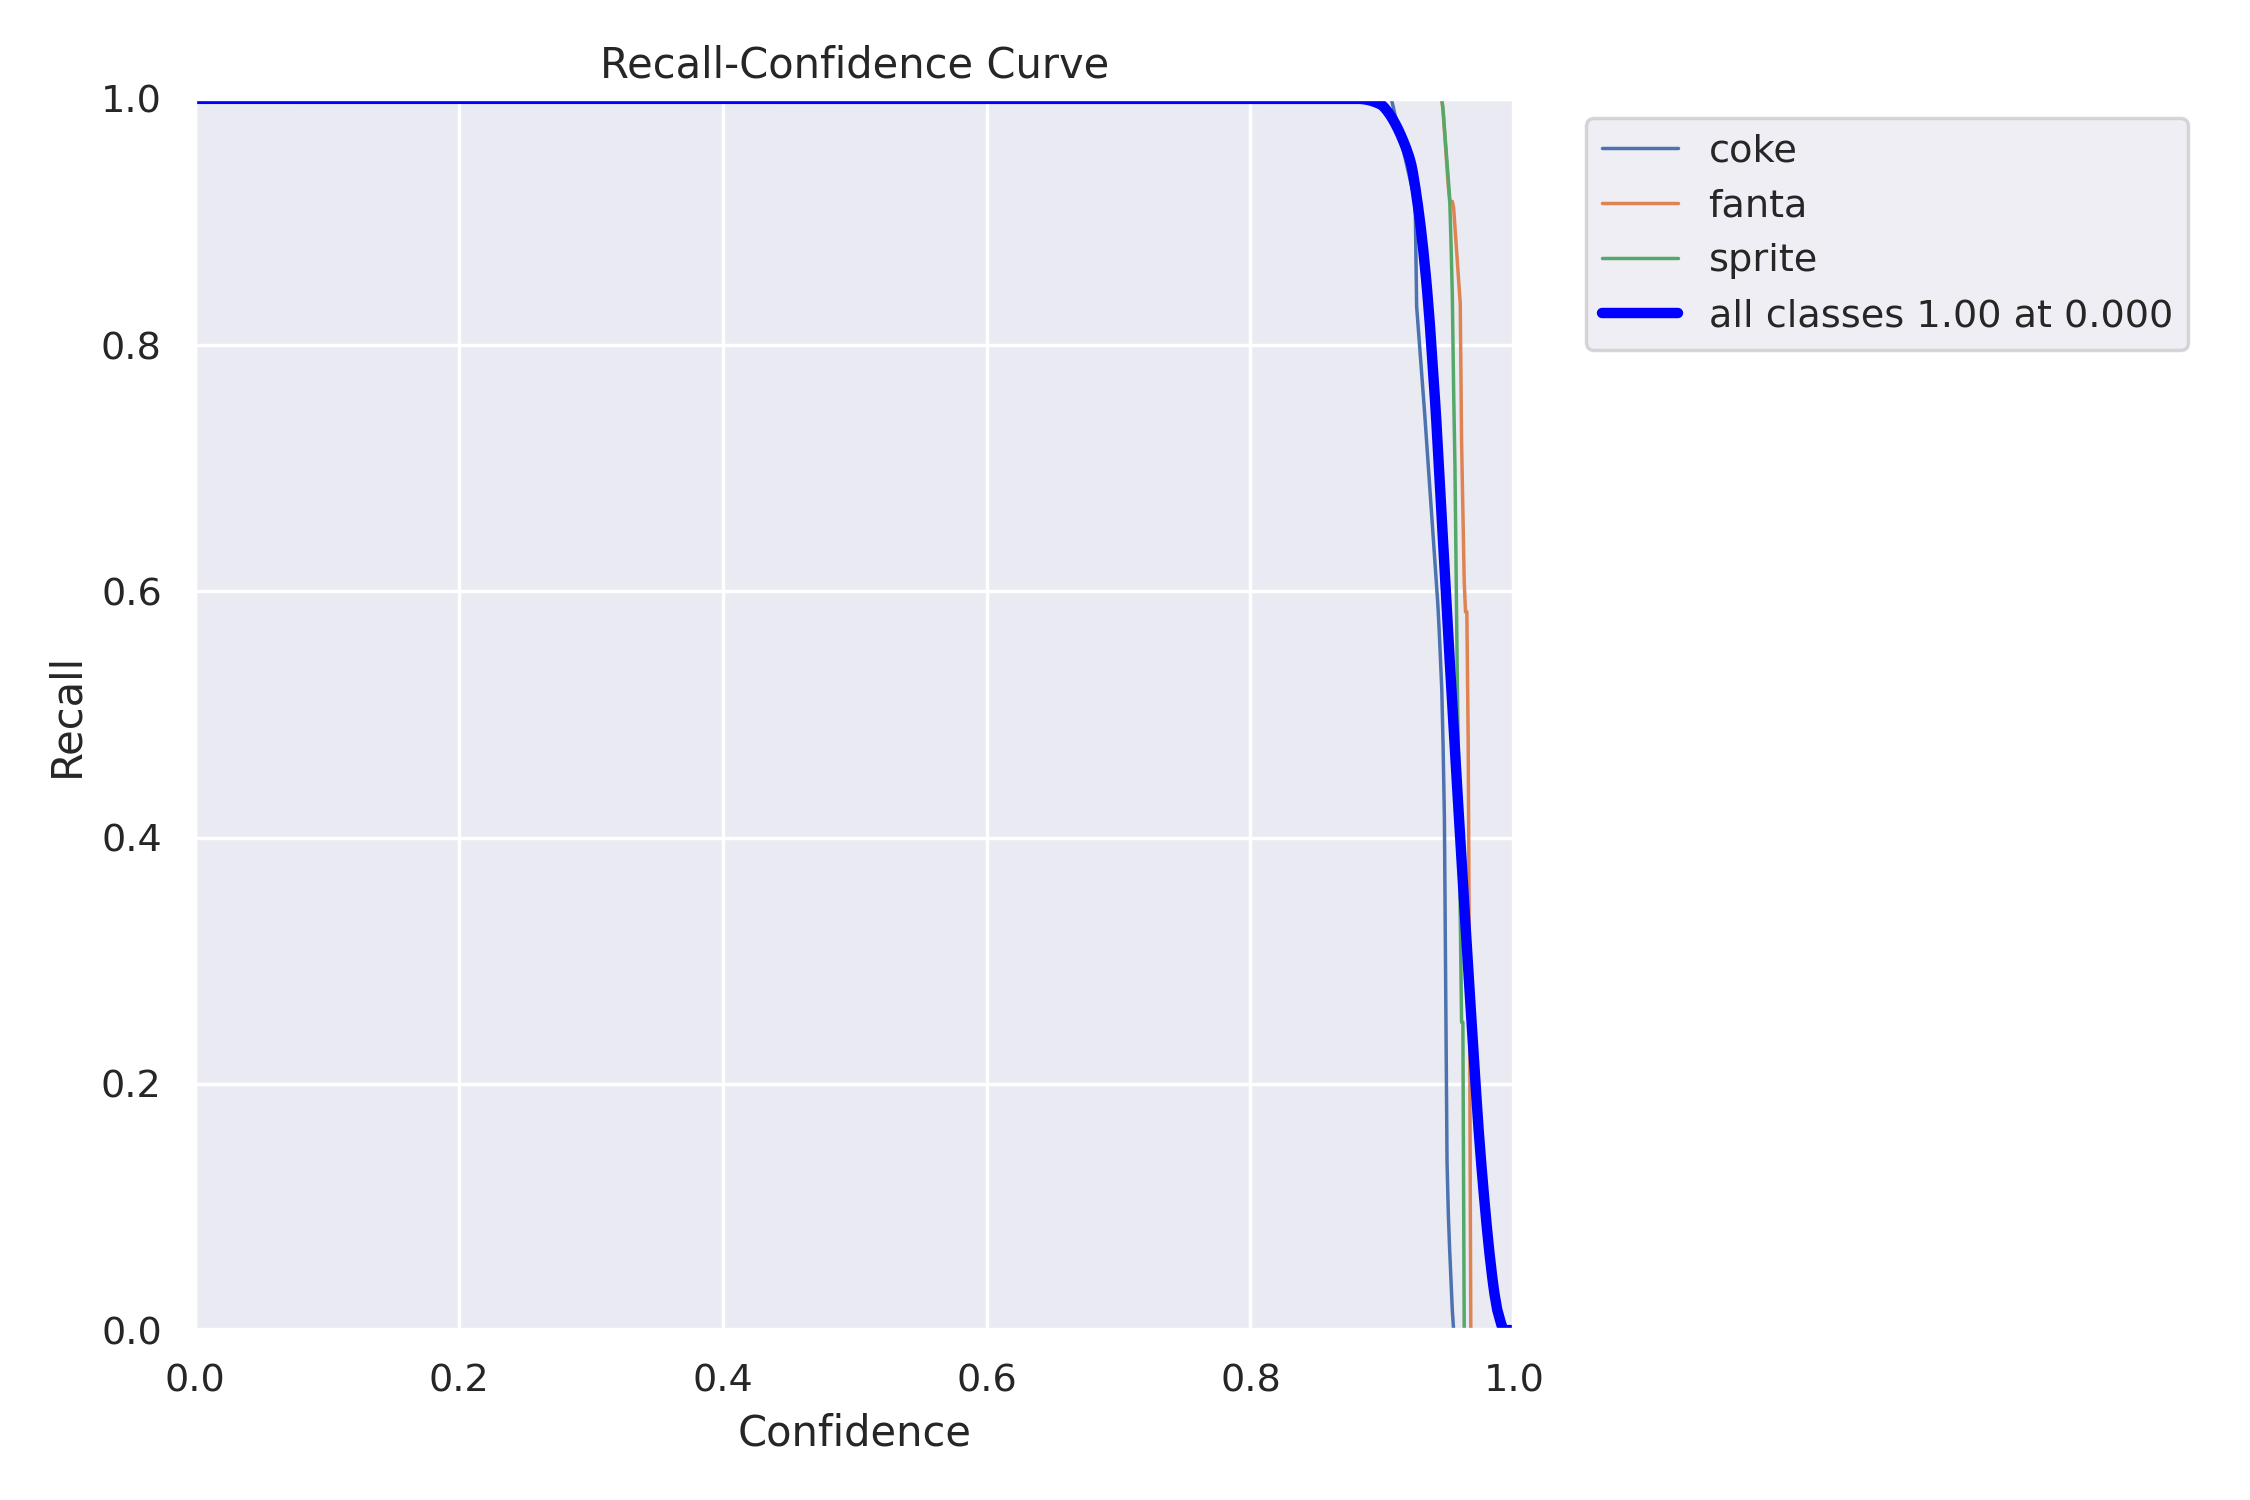 Recall-Confidence Curve
1.0
0.8
0.6
0.4
0.2
0.0
Recall
0.0 0.2 0.4 0.6 0.8 1.0
Confidence
coke
fanta
sprite
all classes 1.00 at 0.000